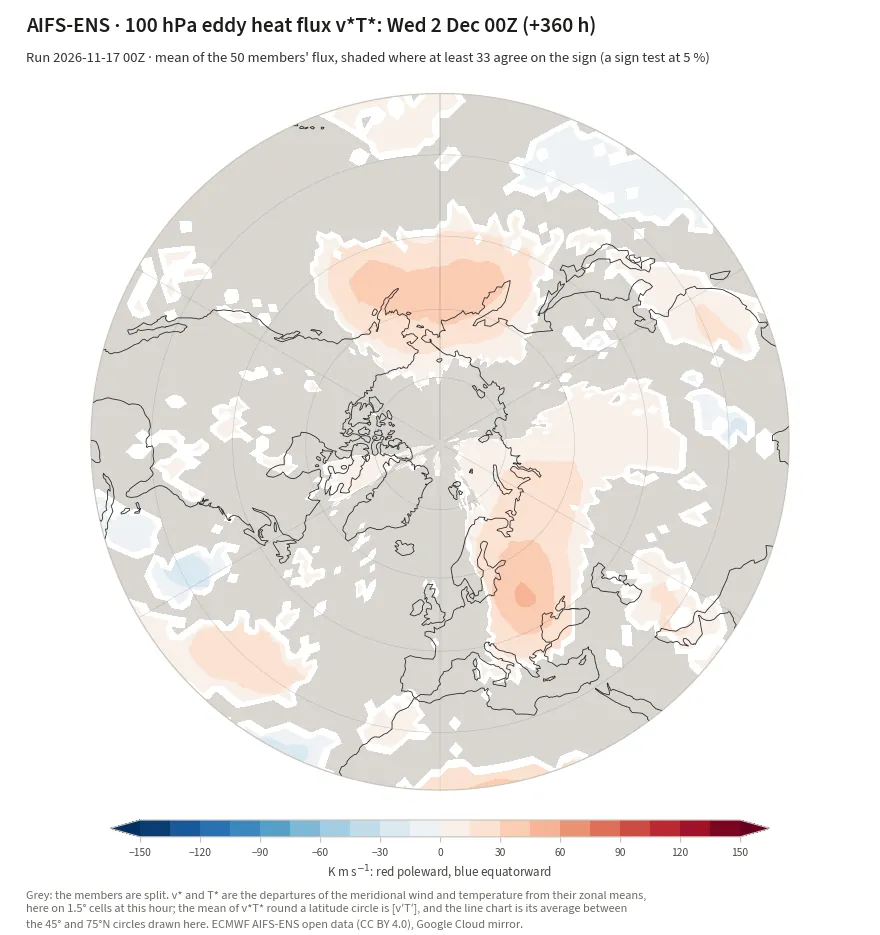 AIFS-ENS · 100 hPa eddy heat flux v*T*: Wed 2 Dec 00Z (+360 h)
Run 2026-11-17 00Z · mean of the 50 members' flux, shaded where at least 33 agree on the sign (a sign test at 5 %)
−150 −120 −90 −60 −30 0 30 60 90 120 150
K m s⁻¹: red poleward, blue equatorward
Grey: the members are split. v* and T* are the departures of the meridional wind and temperature from their zonal means,
here on 1.5° cells at this hour; the mean of v*T* round a latitude circle is [v'T'], and the line chart is its average between
the 45° and 75°N circles drawn here. ECMWF AIFS-ENS open data (CC BY 4.0), Google Cloud mirror.